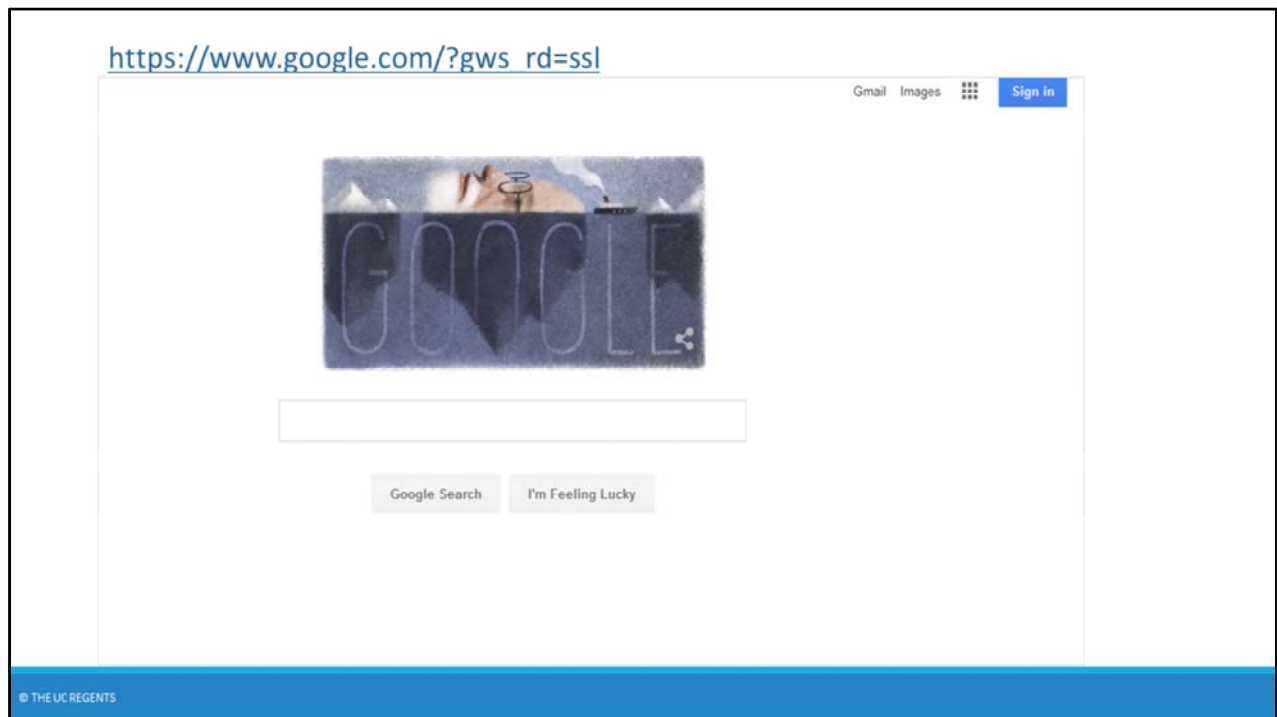 https://www.google.com/?gws_rd=ssl
Gmail Images Sign in
GOOGLE
Google Search I'm Feeling Lucky
© THE UC REGENTS